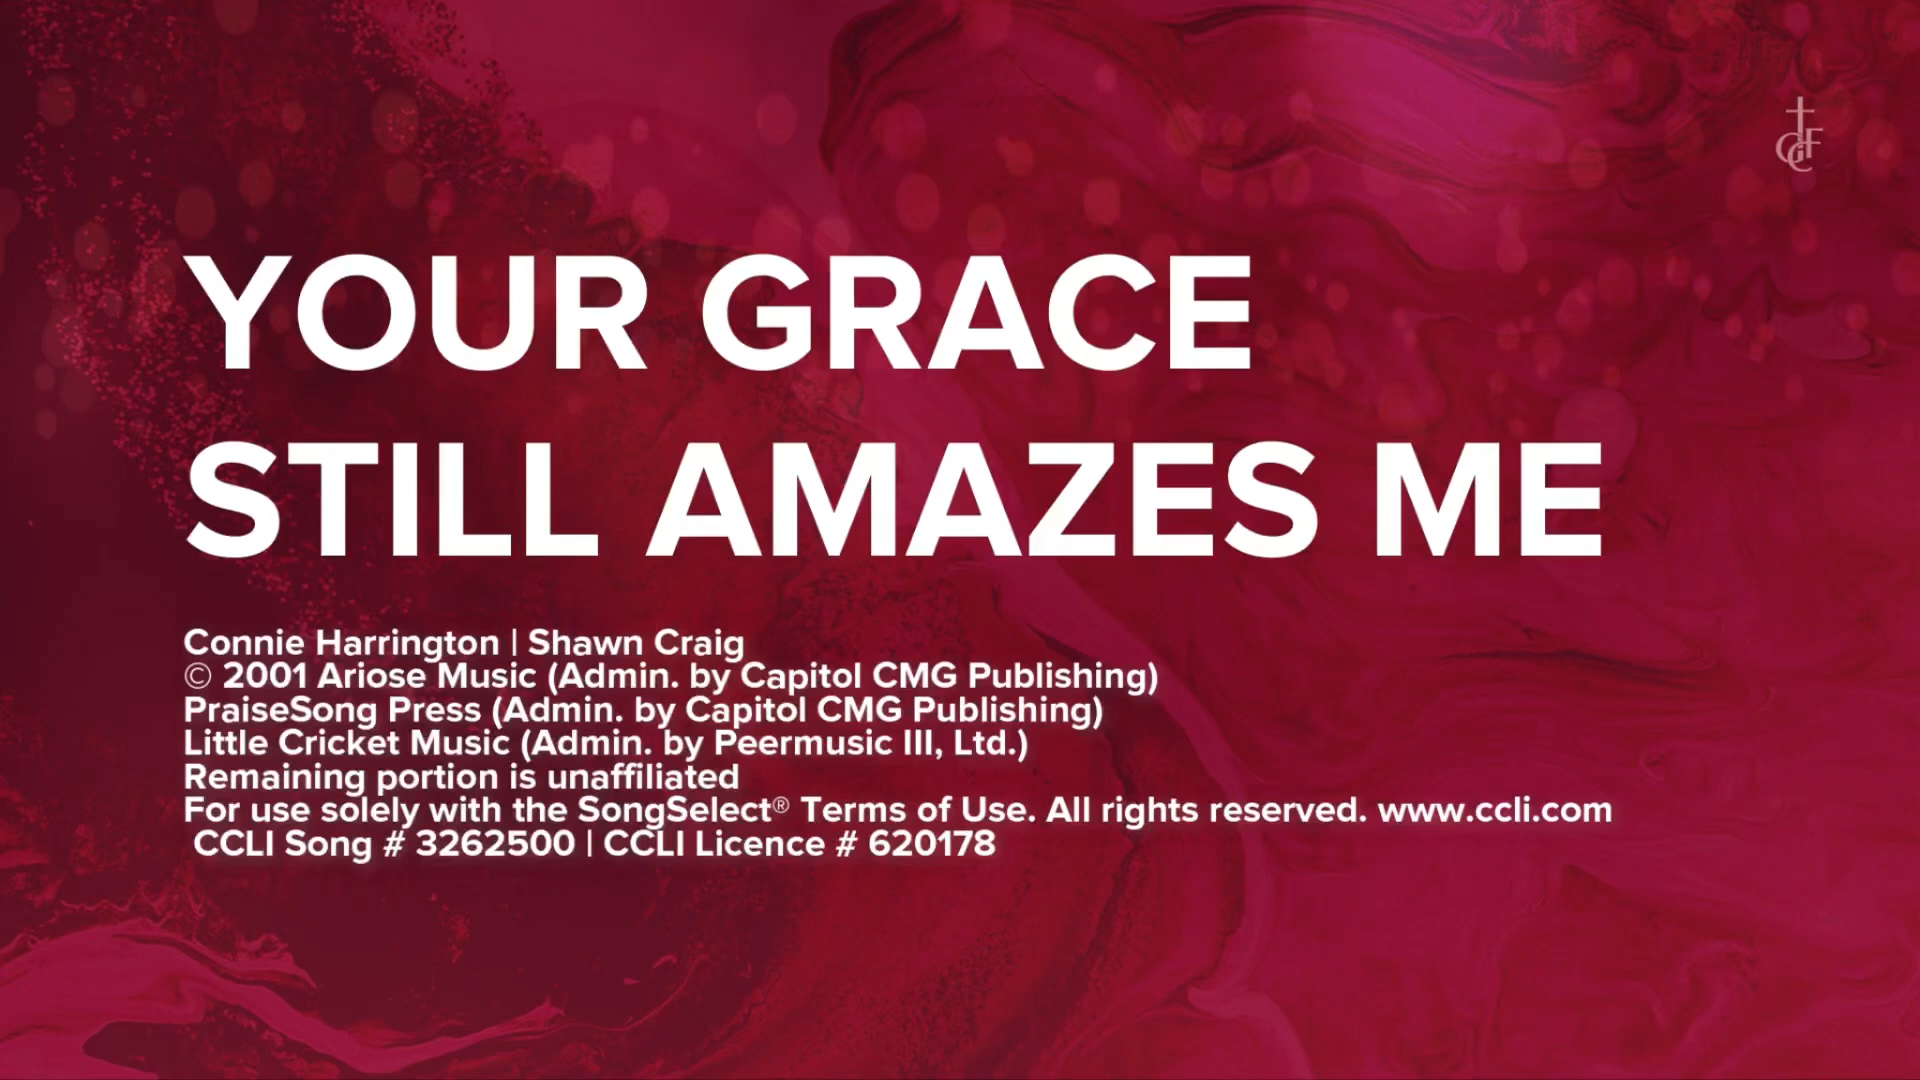 YOUR GRACE
STILL AMAZES ME
Connie Harrington | Shawn Craig
© 2001 Ariose Music (Admin. by Capitol CMG Publishing)
PraiseSong Press (Admin. by Capitol CMG Publishing)
Little Cricket Music (Admin. by Peermusic III, Ltd.)
Remaining portion is unaffiliated
For use solely with the SongSelect® Terms of Use. All rights reserved. www.ccli.com
CCLI Song # 3262500 | CCLI Licence # 620178